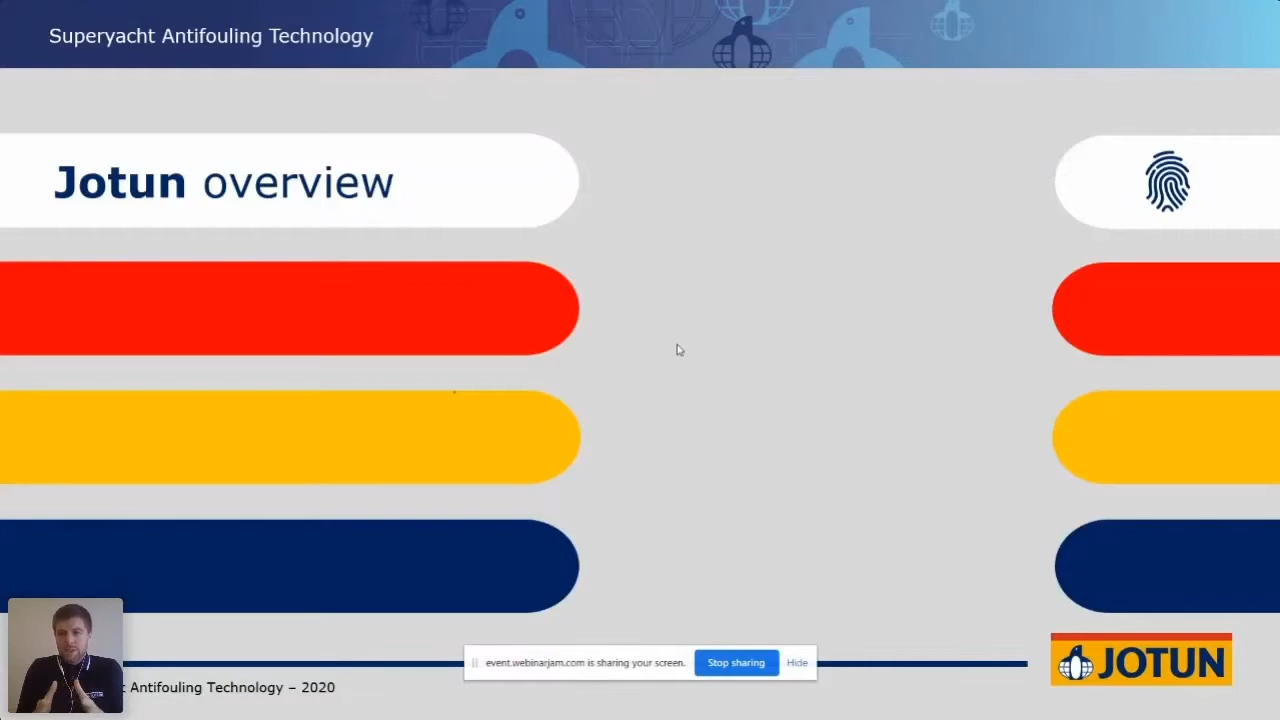 Superyacht Antifouling Technology
Jotun overview
event.webinarjam.com is sharing your screen. Stop sharing Hide
JOTUN
t Antifouling Technology – 2020